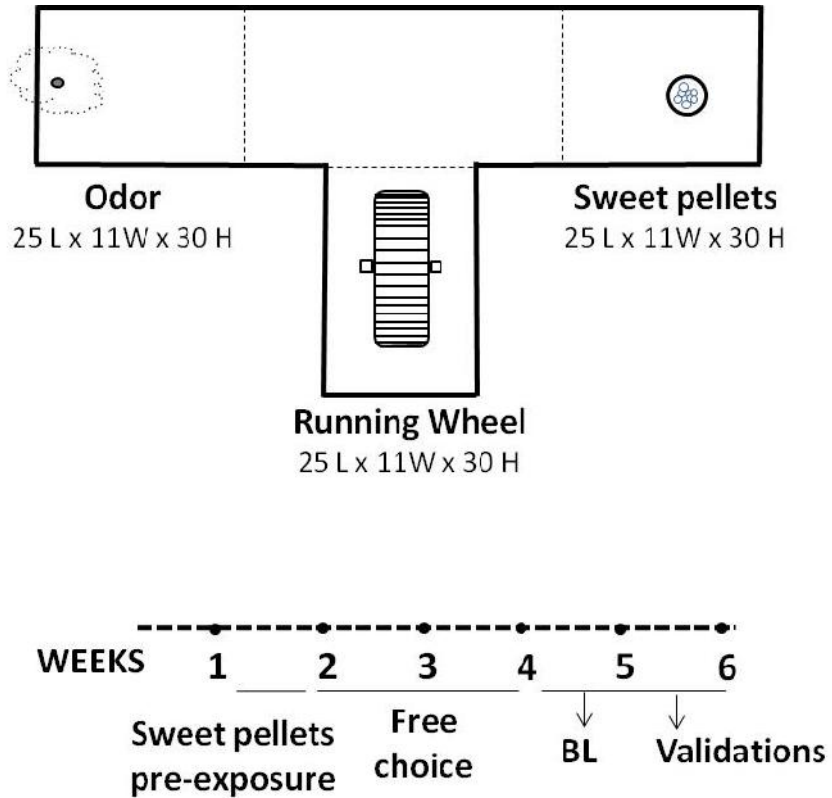 Odor
25 L x 11W x 30 H
Sweet pellets
25 L x 11W x 30 H
Running Wheel
25 L x 11W x 30 H
WEEKS 1 2 3 4 5 6
Sweet pellets
pre-exposure
Free
choice
BL
Validations